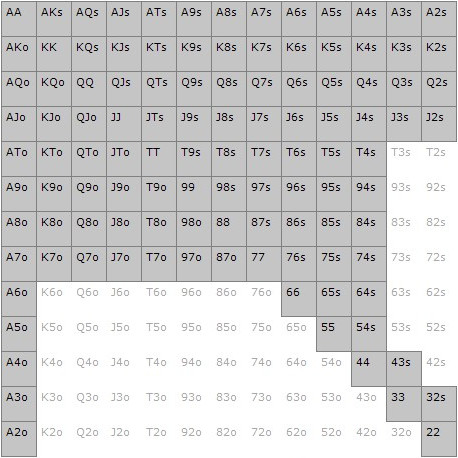 AA AKs AQs AJs ATs A9s A8s A7s A6s A5s A4s A3s A2s
AKo KK KQs KJs KTs K9s K8s K7s K6s K5s K4s K3s K2s
AQo KQo QQ QJs QTs Q9s Q8s Q7s Q6s Q5s Q4s Q3s Q2s
AJo KJo QJo JJ JTs J9s J8s J7s J6s J5s J4s J3s J2s
ATo KTo QTo JTo TT T9s T8s T7s T6s T5s T4s T3s T2s
A9o K9o Q9o J9o T9o 99 98s 97s 96s 95s 94s 93s 92s
A8o K8o Q8o J8o T8o 98o 88 87s 86s 85s 84s 83s 82s
A7o K7o Q7o J7o T7o 97o 87o 77 76s 75s 74s 73s 72s
A6o K6o Q6o J6o T6o 96o 86o 76o 66 65s 64s 63s 62s
A5o K5o Q5o J5o T5o 95o 85o 75o 65o 55 54s 53s 52s
A4o K4o Q4o J4o T4o 94o 84o 74o 64o 54o 44 43s 42s
A3o K3o Q3o J3o T3o 93o 83o 73o 63o 53o 43o 33 32s
A2o K2o Q2o J2o T2o 92o 82o 72o 62o 52o 42o 32o 22